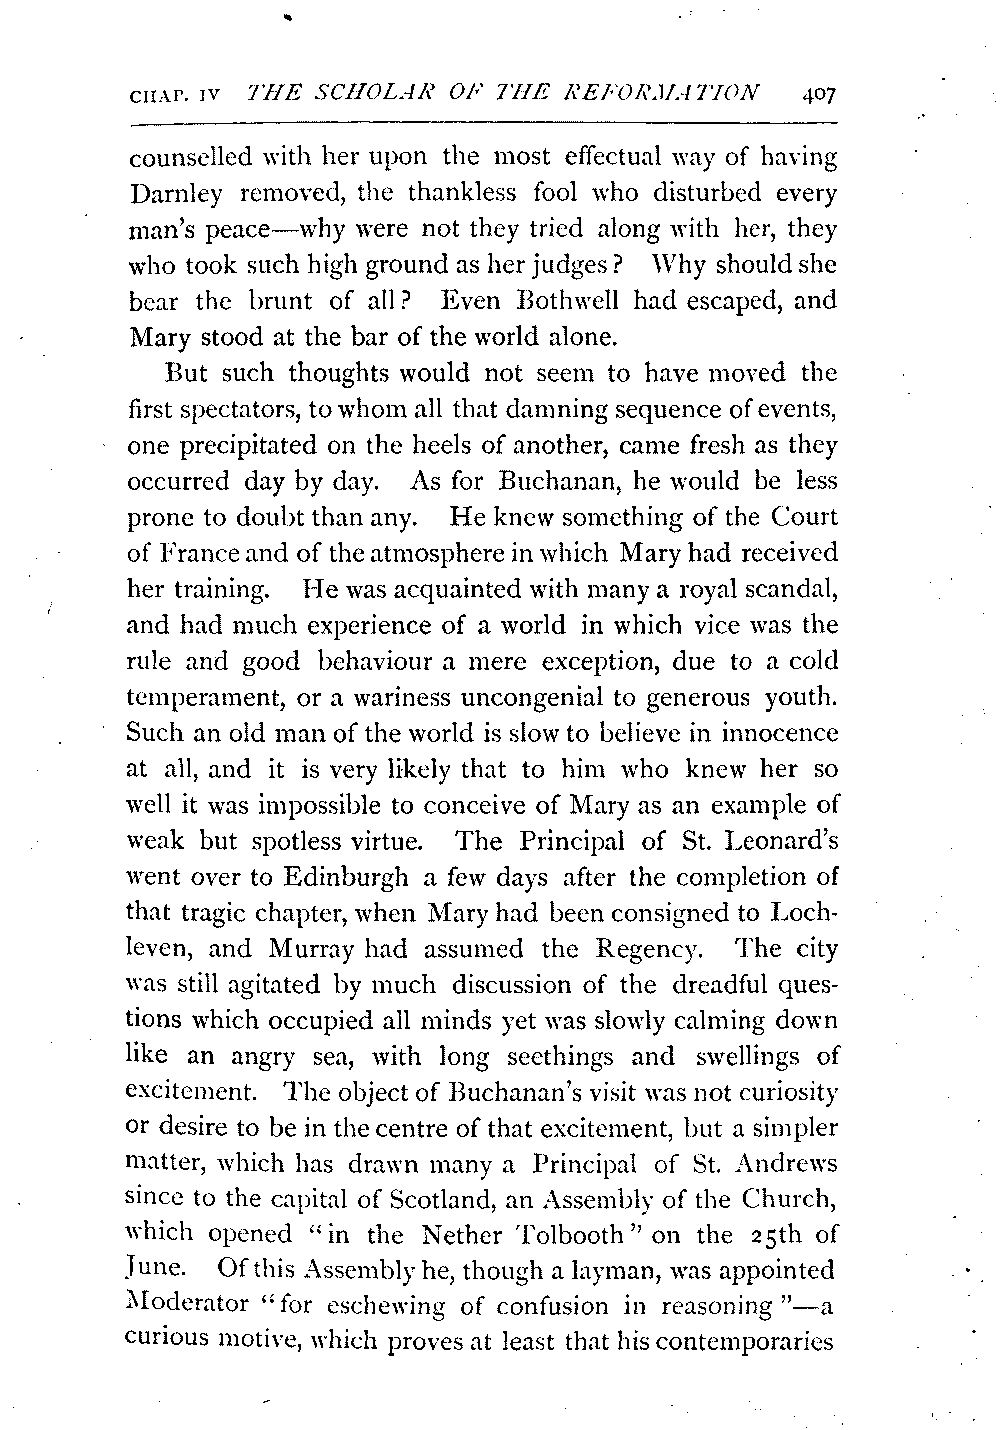 CHAP. IV THE SCHOLAR OF THE REFORMATION 407
counselled with her upon the most effectual way of having
Darnley removed, the thankless fool who disturbed every
man's peace—why were not they tried along with her, they
who took such high ground as her judges? Why should she
bear the brunt of all? Even Bothwell had escaped, and
Mary stood at the bar of the world alone.
But such thoughts would not seem to have moved the
first spectators, to whom all that damning sequence of events,
one precipitated on the heels of another, came fresh as they
occurred day by day. As for Buchanan, he would be less
prone to doubt than any. He knew something of the Court
of France and of the atmosphere in which Mary had received
her training. He was acquainted with many a royal scandal,
and had much experience of a world in which vice was the
rule and good behaviour a mere exception, due to a cold
temperament, or a wariness uncongenial to generous youth.
Such an old man of the world is slow to believe in innocence
at all, and it is very likely that to him who knew her so
well it was impossible to conceive of Mary as an example of
weak but spotless virtue. The Principal of St. Leonard's
went over to Edinburgh a few days after the completion of
that tragic chapter, when Mary had been consigned to Loch-
leven, and Murray had assumed the Regency. The city
was still agitated by much discussion of the dreadful ques-
tions which occupied all minds yet was slowly calming down
like an angry sea, with long seethings and swellings of
excitement. The object of Buchanan's visit was not curiosity
or desire to be in the centre of that excitement, but a simpler
matter, which has drawn many a Principal of St. Andrews
since to the capital of Scotland, an Assembly of the Church,
which opened "in the Nether Tolbooth" on the 25th of
June. Of this Assembly he, though a layman, was appointed
Moderator "for eschewing of confusion in reasoning"—a
curious motive, which proves at least that his contemporaries